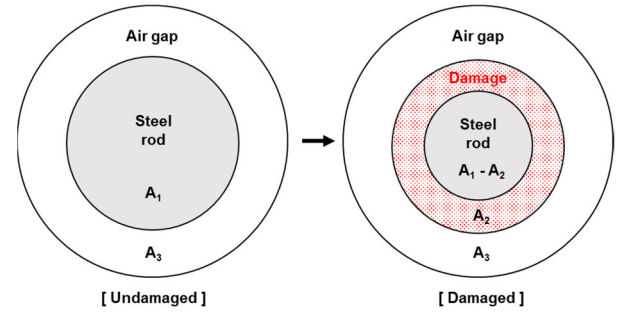 Air gap
Steel
rod
A₁
A₃
[ Undamaged ]
Air gap
Damage
Steel
rod
A₁ - A₂
A₂
A₃
[ Damaged ]